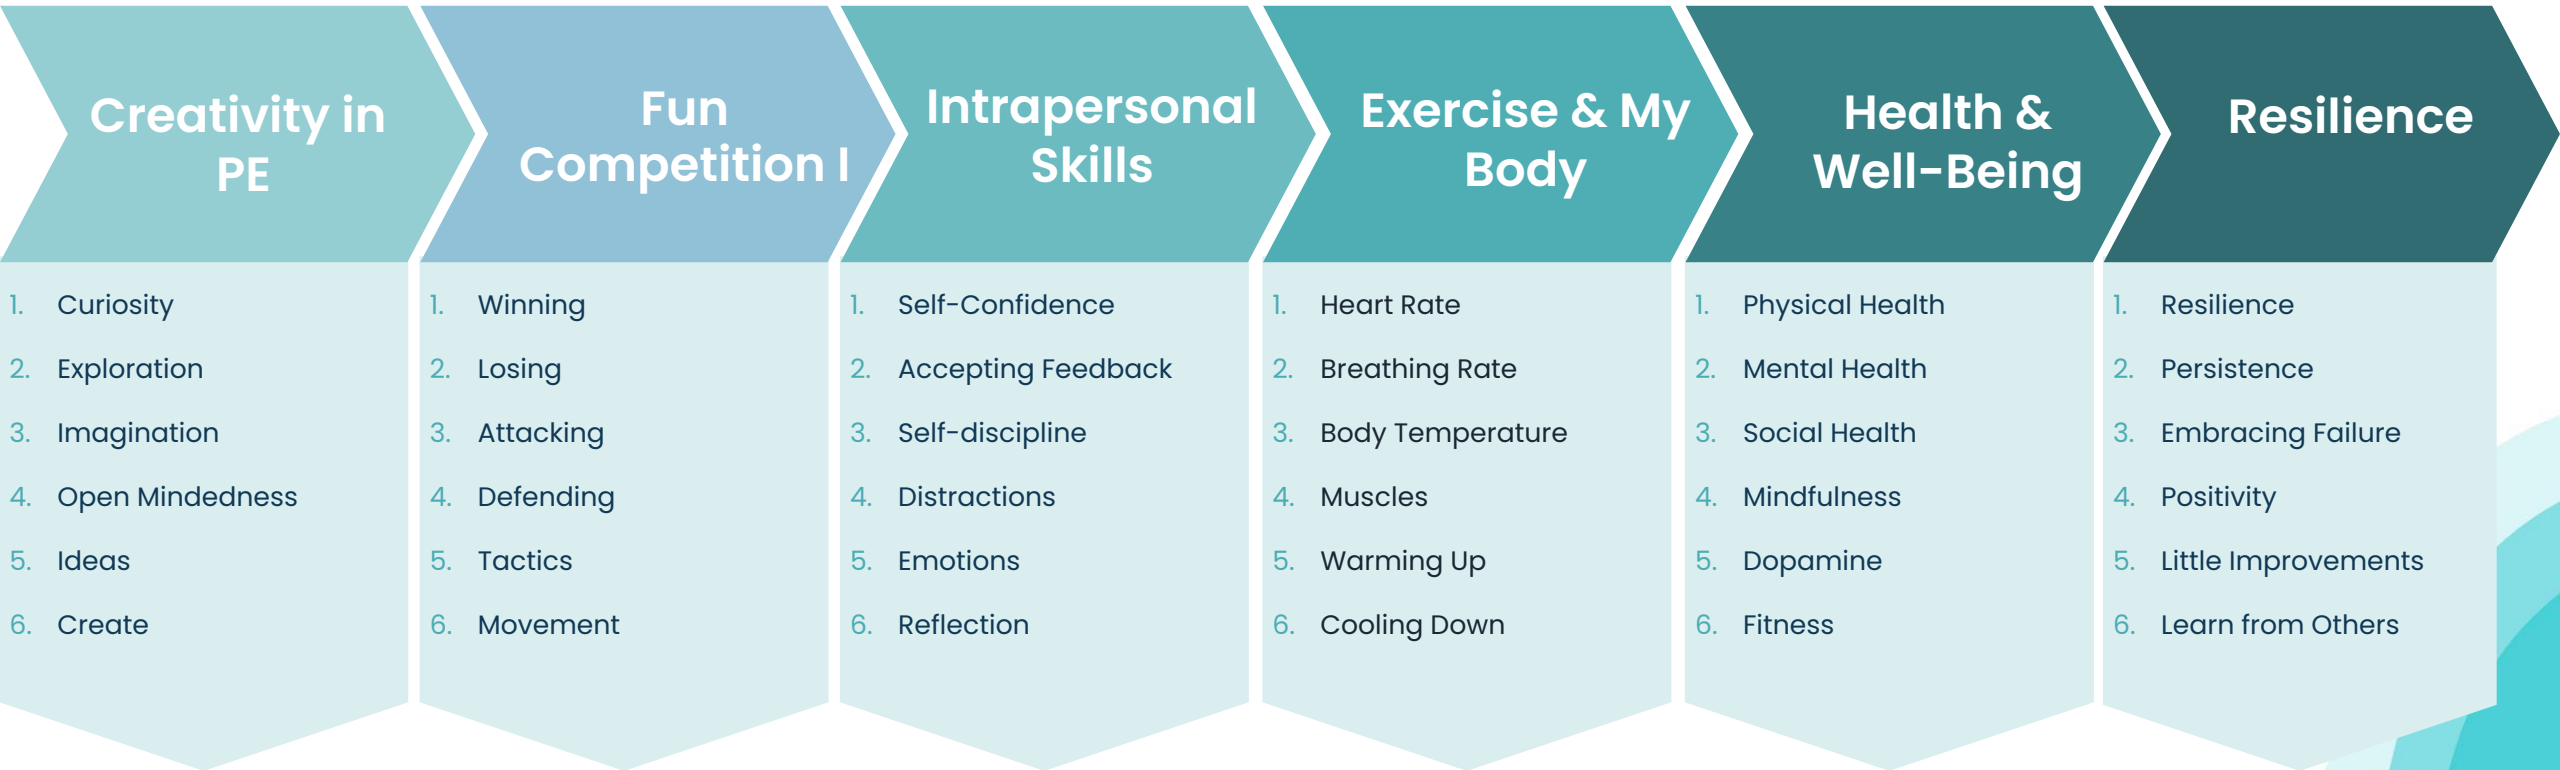 Creativity in
PE
1. Curiosity
2. Exploration
3. Imagination
4. Open Mindedness
5. Ideas
6. Create
Fun
Competition I
1. Winning
2. Losing
3. Attacking
4. Defending
5. Tactics
6. Movement
Intrapersonal
Skills
1. Self-Confidence
2. Accepting Feedback
3. Self-discipline
4. Distractions
5. Emotions
6. Reflection
Exercise & My
Body
1. Heart Rate
2. Breathing Rate
3. Body Temperature
4. Muscles
5. Warming Up
6. Cooling Down
Health &
Well-Being
1. Physical Health
2. Mental Health
3. Social Health
4. Mindfulness
5. Dopamine
6. Fitness
Resilience
1. Resilience
2. Persistence
3. Embracing Failure
4. Positivity
5. Little Improvements
6. Learn from Others